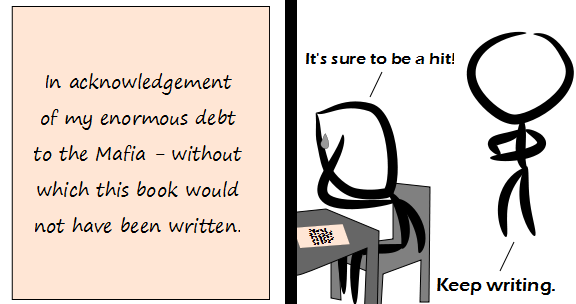 In acknowledgement
of my enormous debt
to the Mafia - without
which this book would
not have been written.
It's sure to be a hit!
Keep writing.